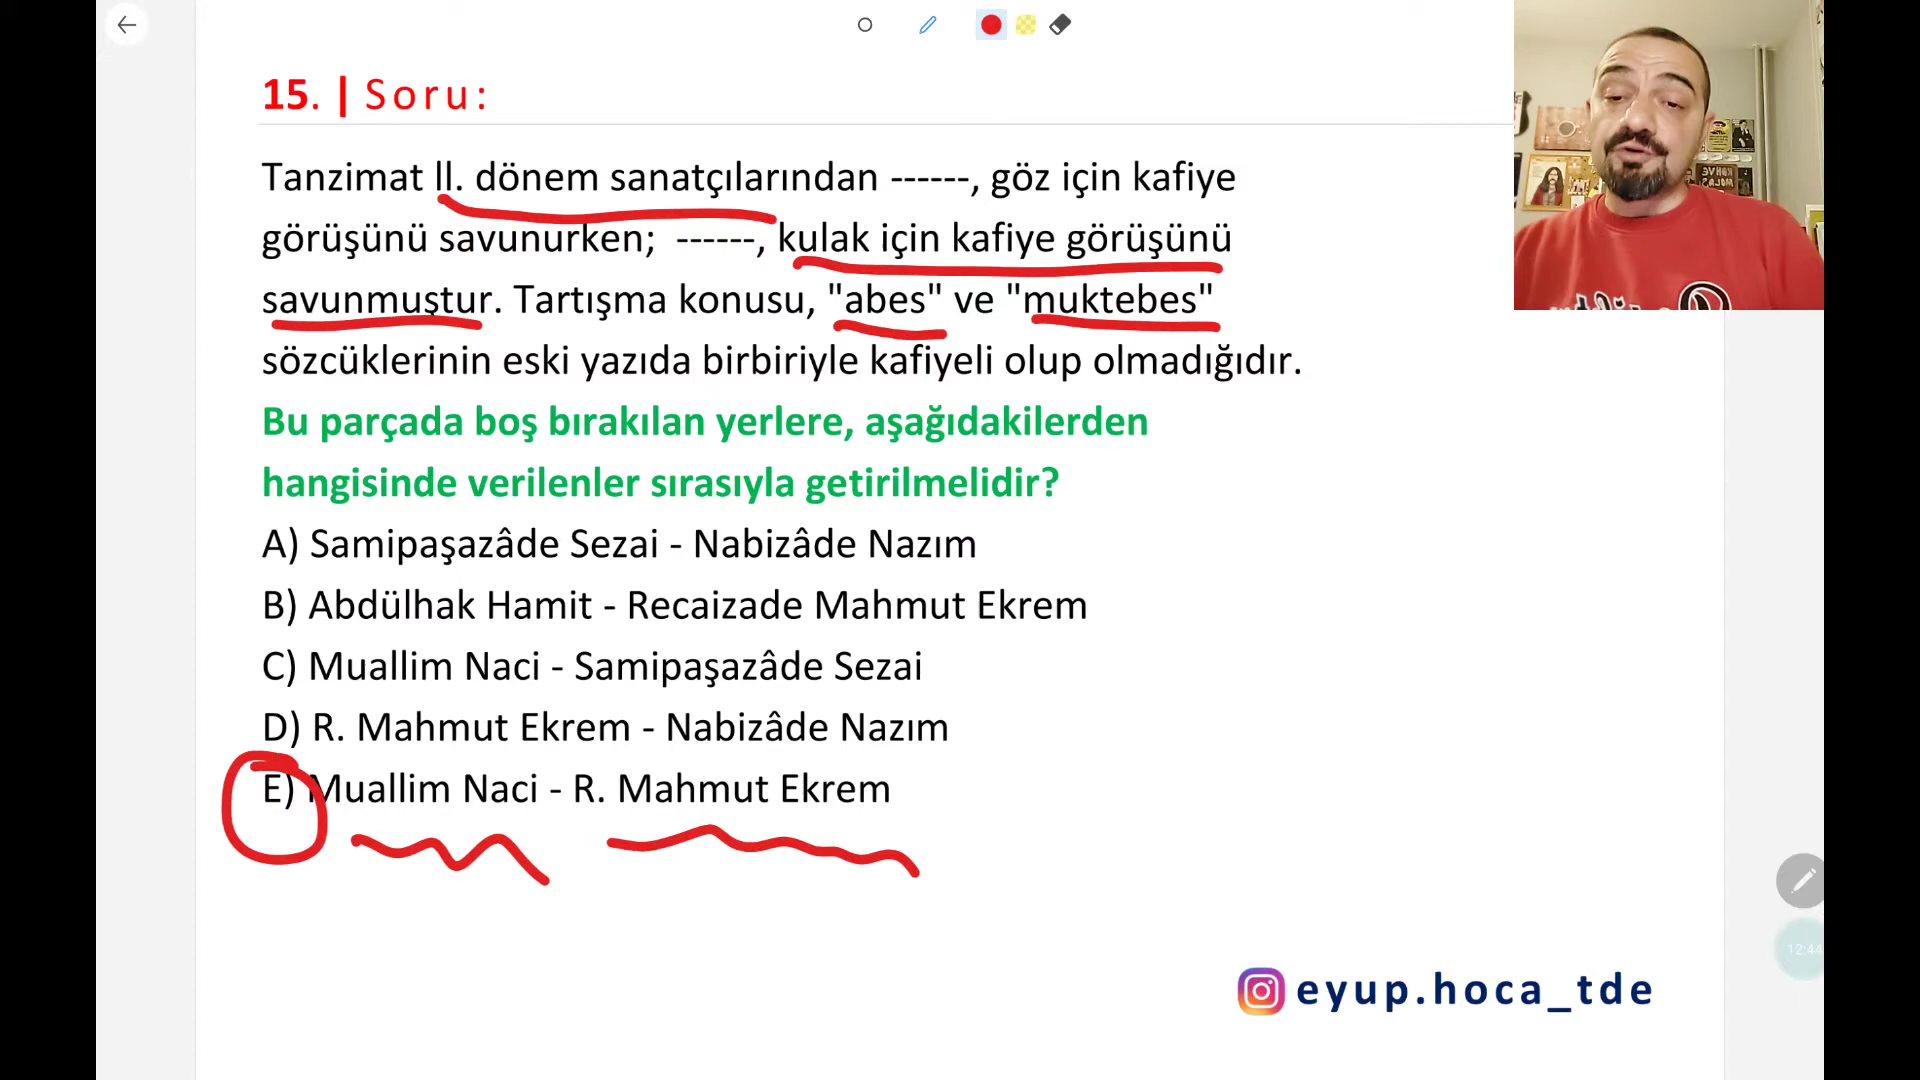 15. | Soru:
Tanzimat ll. dönem sanatçılarından ------, göz için kafiye
görüşünü savunurken; ------, kulak için kafiye görüşünü
savunmuştur. Tartışma konusu, "abes" ve "muktebes"
sözcüklerinin eski yazıda birbiriyle kafiyeli olup olmadığıdır.
Bu parçada boş bırakılan yerlere, aşağıdakilerden
hangisinde verilenler sırasıyla getirilmelidir?
A) Samipaşazâde Sezai - Nabizâde Nazım
B) Abdülhak Hamit - Recaizade Mahmut Ekrem
C) Muallim Naci - Samipaşazâde Sezai
D) R. Mahmut Ekrem - Nabizâde Nazım
E) Muallim Naci - R. Mahmut Ekrem
12:44
eyup.hoca_tde